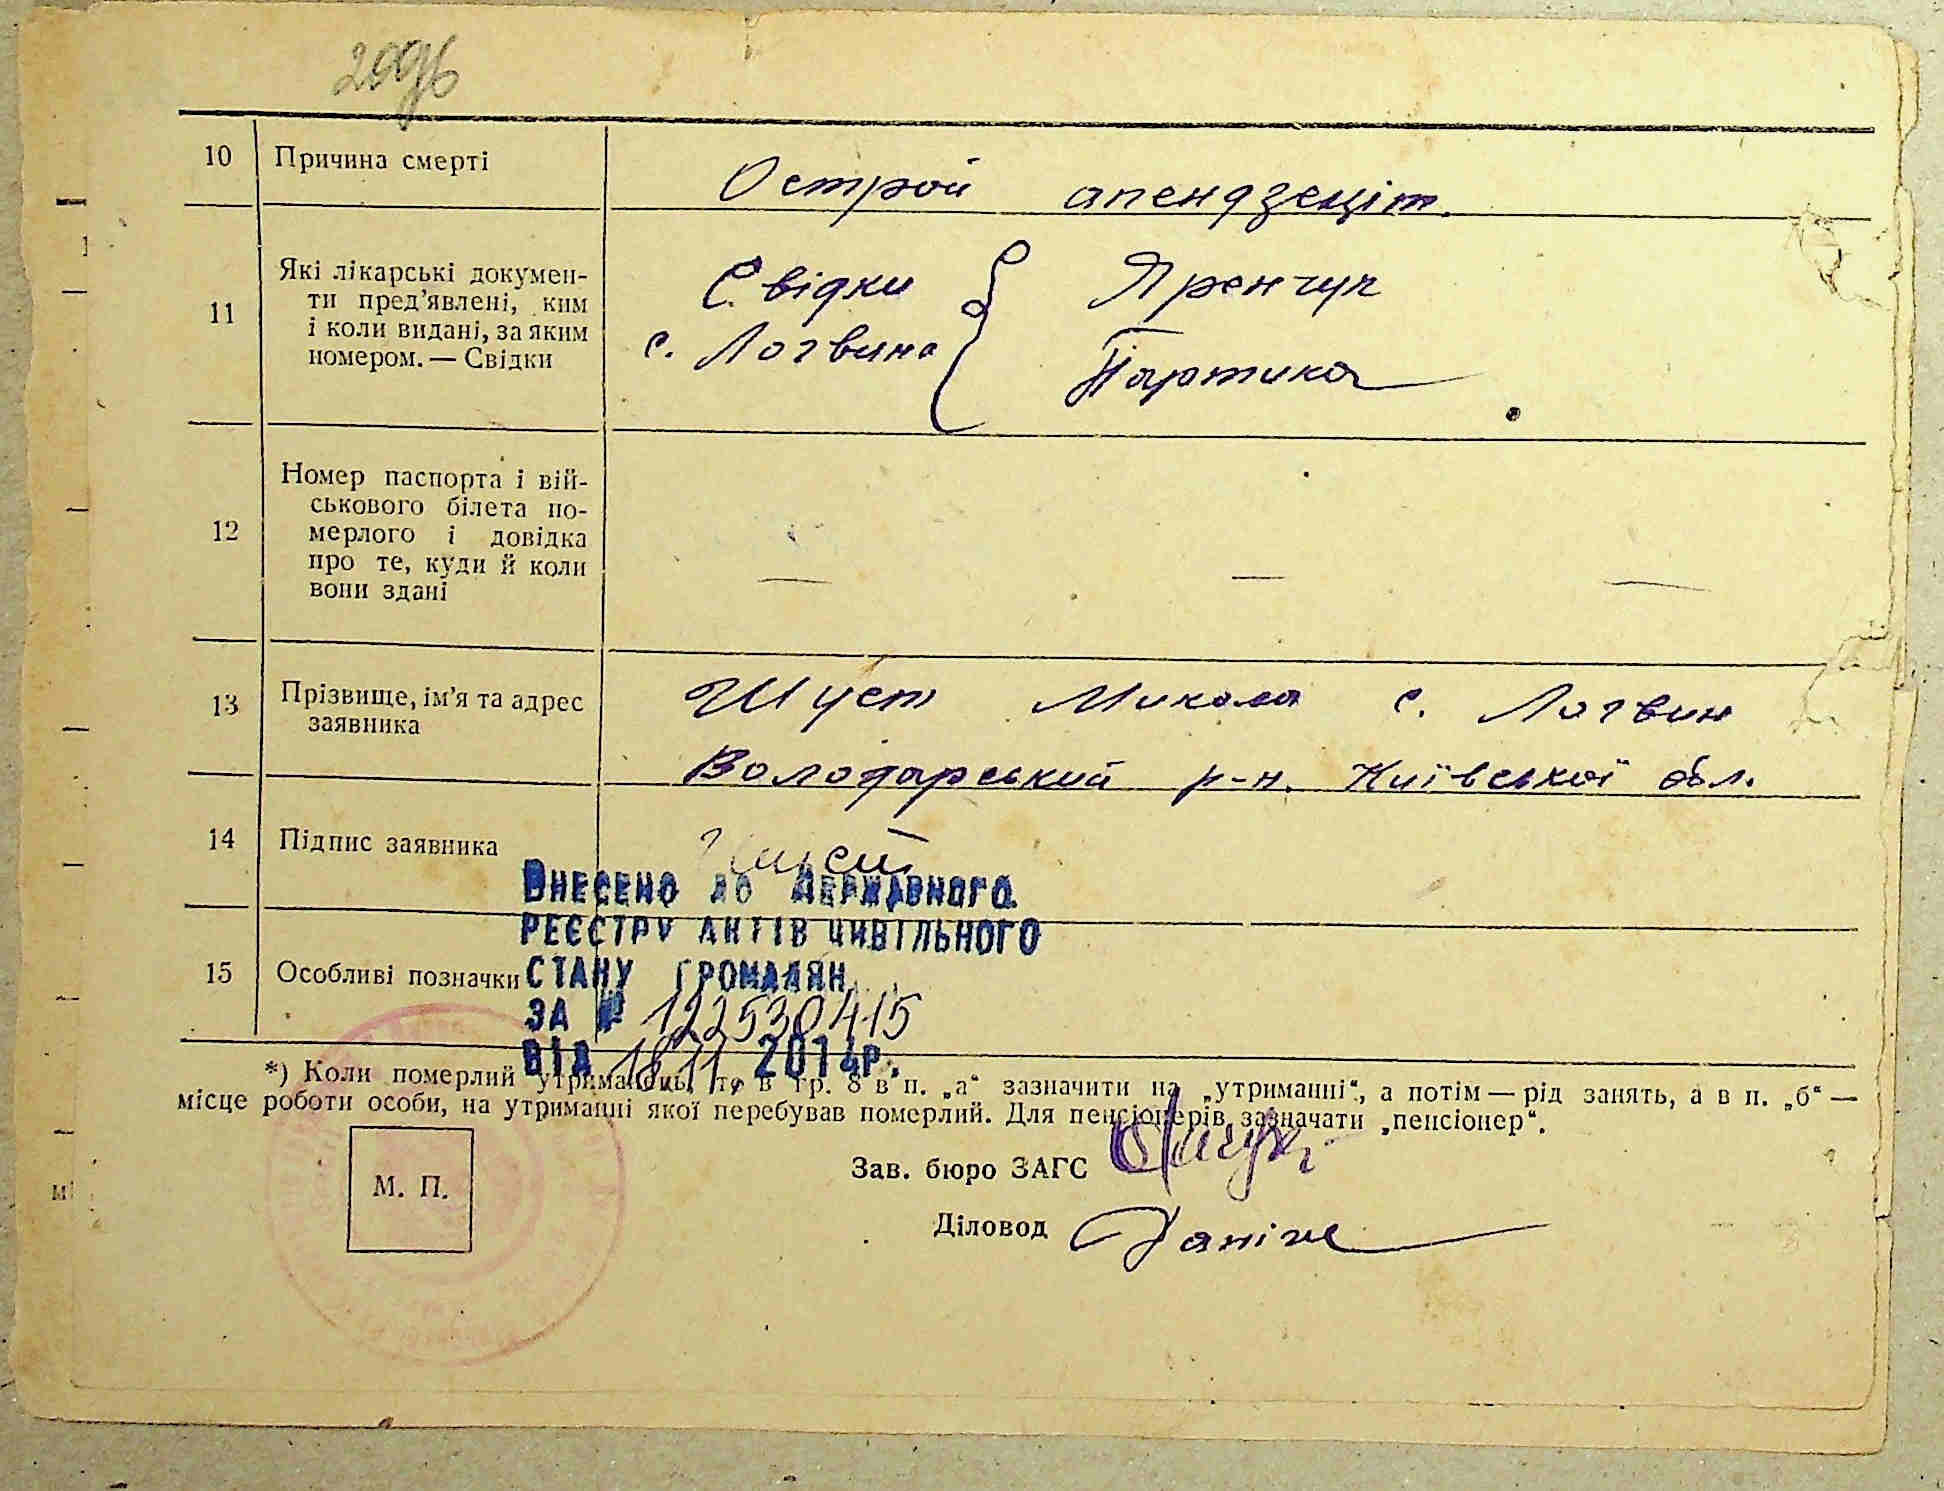 10 Причина смерті
Острой апендзеціт.
11 Які лікарські докумен-
ти пред'явлені, ким
і коли видані, за яким
номером. — Свідки
Свідки
с. Логвина
Яремчук
Партика
12 Номер паспорта і вій-
ськового білета по-
мерлого і довідка
про те, куди й коли
вони здані
— — —
13 Прізвище, ім'я та адрес
заявника
Шуст Микола с. Логвин
Володарський р-н. Київської обл.
14 Підпис заявника
Шуст
ВНЕСЕНО ДО ДЕРЖАВНОГО
РЕЄСТРУ АКТІВ ЦИВІЛЬНОГО
15 Особливі позначки
СТАНУ ГРОМАДЯН
ЗА № 122530415
ВІД 18.11 2014р.
*) Коли померлий утриманець, то в гр. 8 в п. „а“ зазначити на „утриманні“, а потім — рід занять, а в п. „б“ —
місце роботи особи, на утриманні якої перебував померлий. Для пенсіонерів зазначати „пенсіонер“.
Зав. бюро ЗАГС
М. П.
Діловод